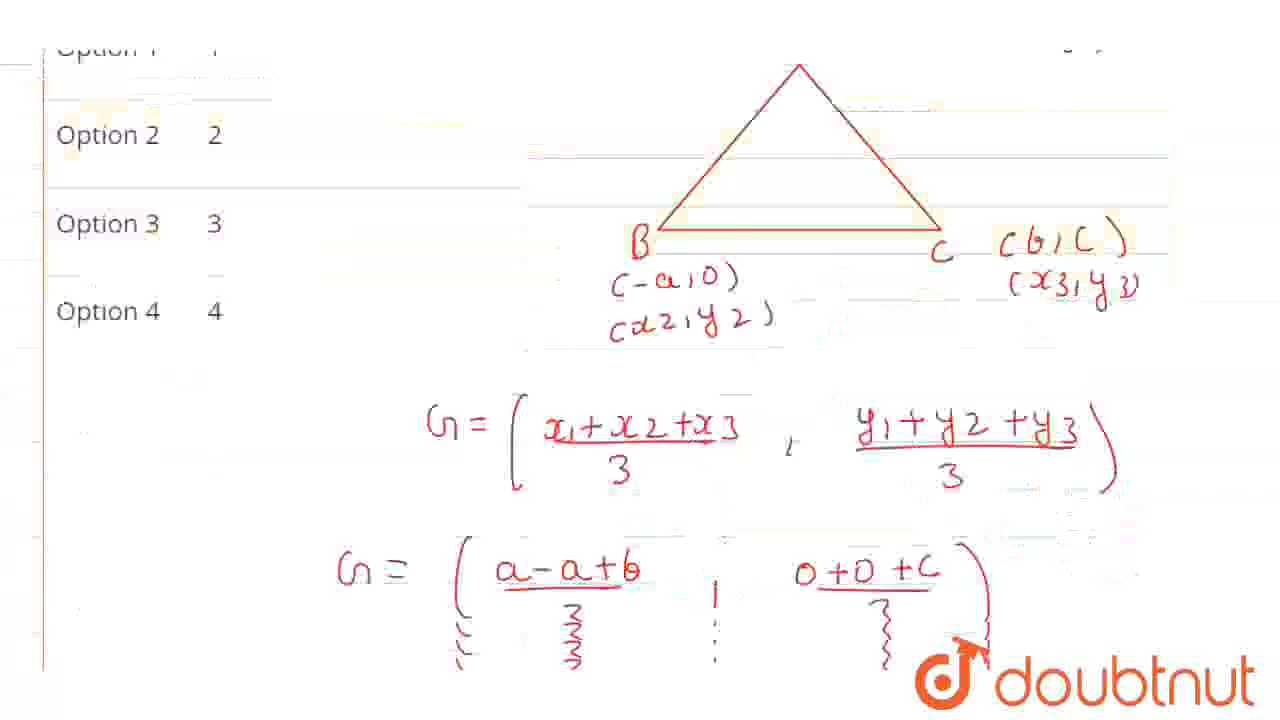 Option 2 2
Option 3 3
Option 4 4
B
(-a, 0)
(x2, y2)
C
(b, c)
(x3, y3)
G = (x1+x2+x3 / 3 , y1+y2+y3 / 3)
G = (a-a+b / 3 , 0+0+c / 3)
doubtnut